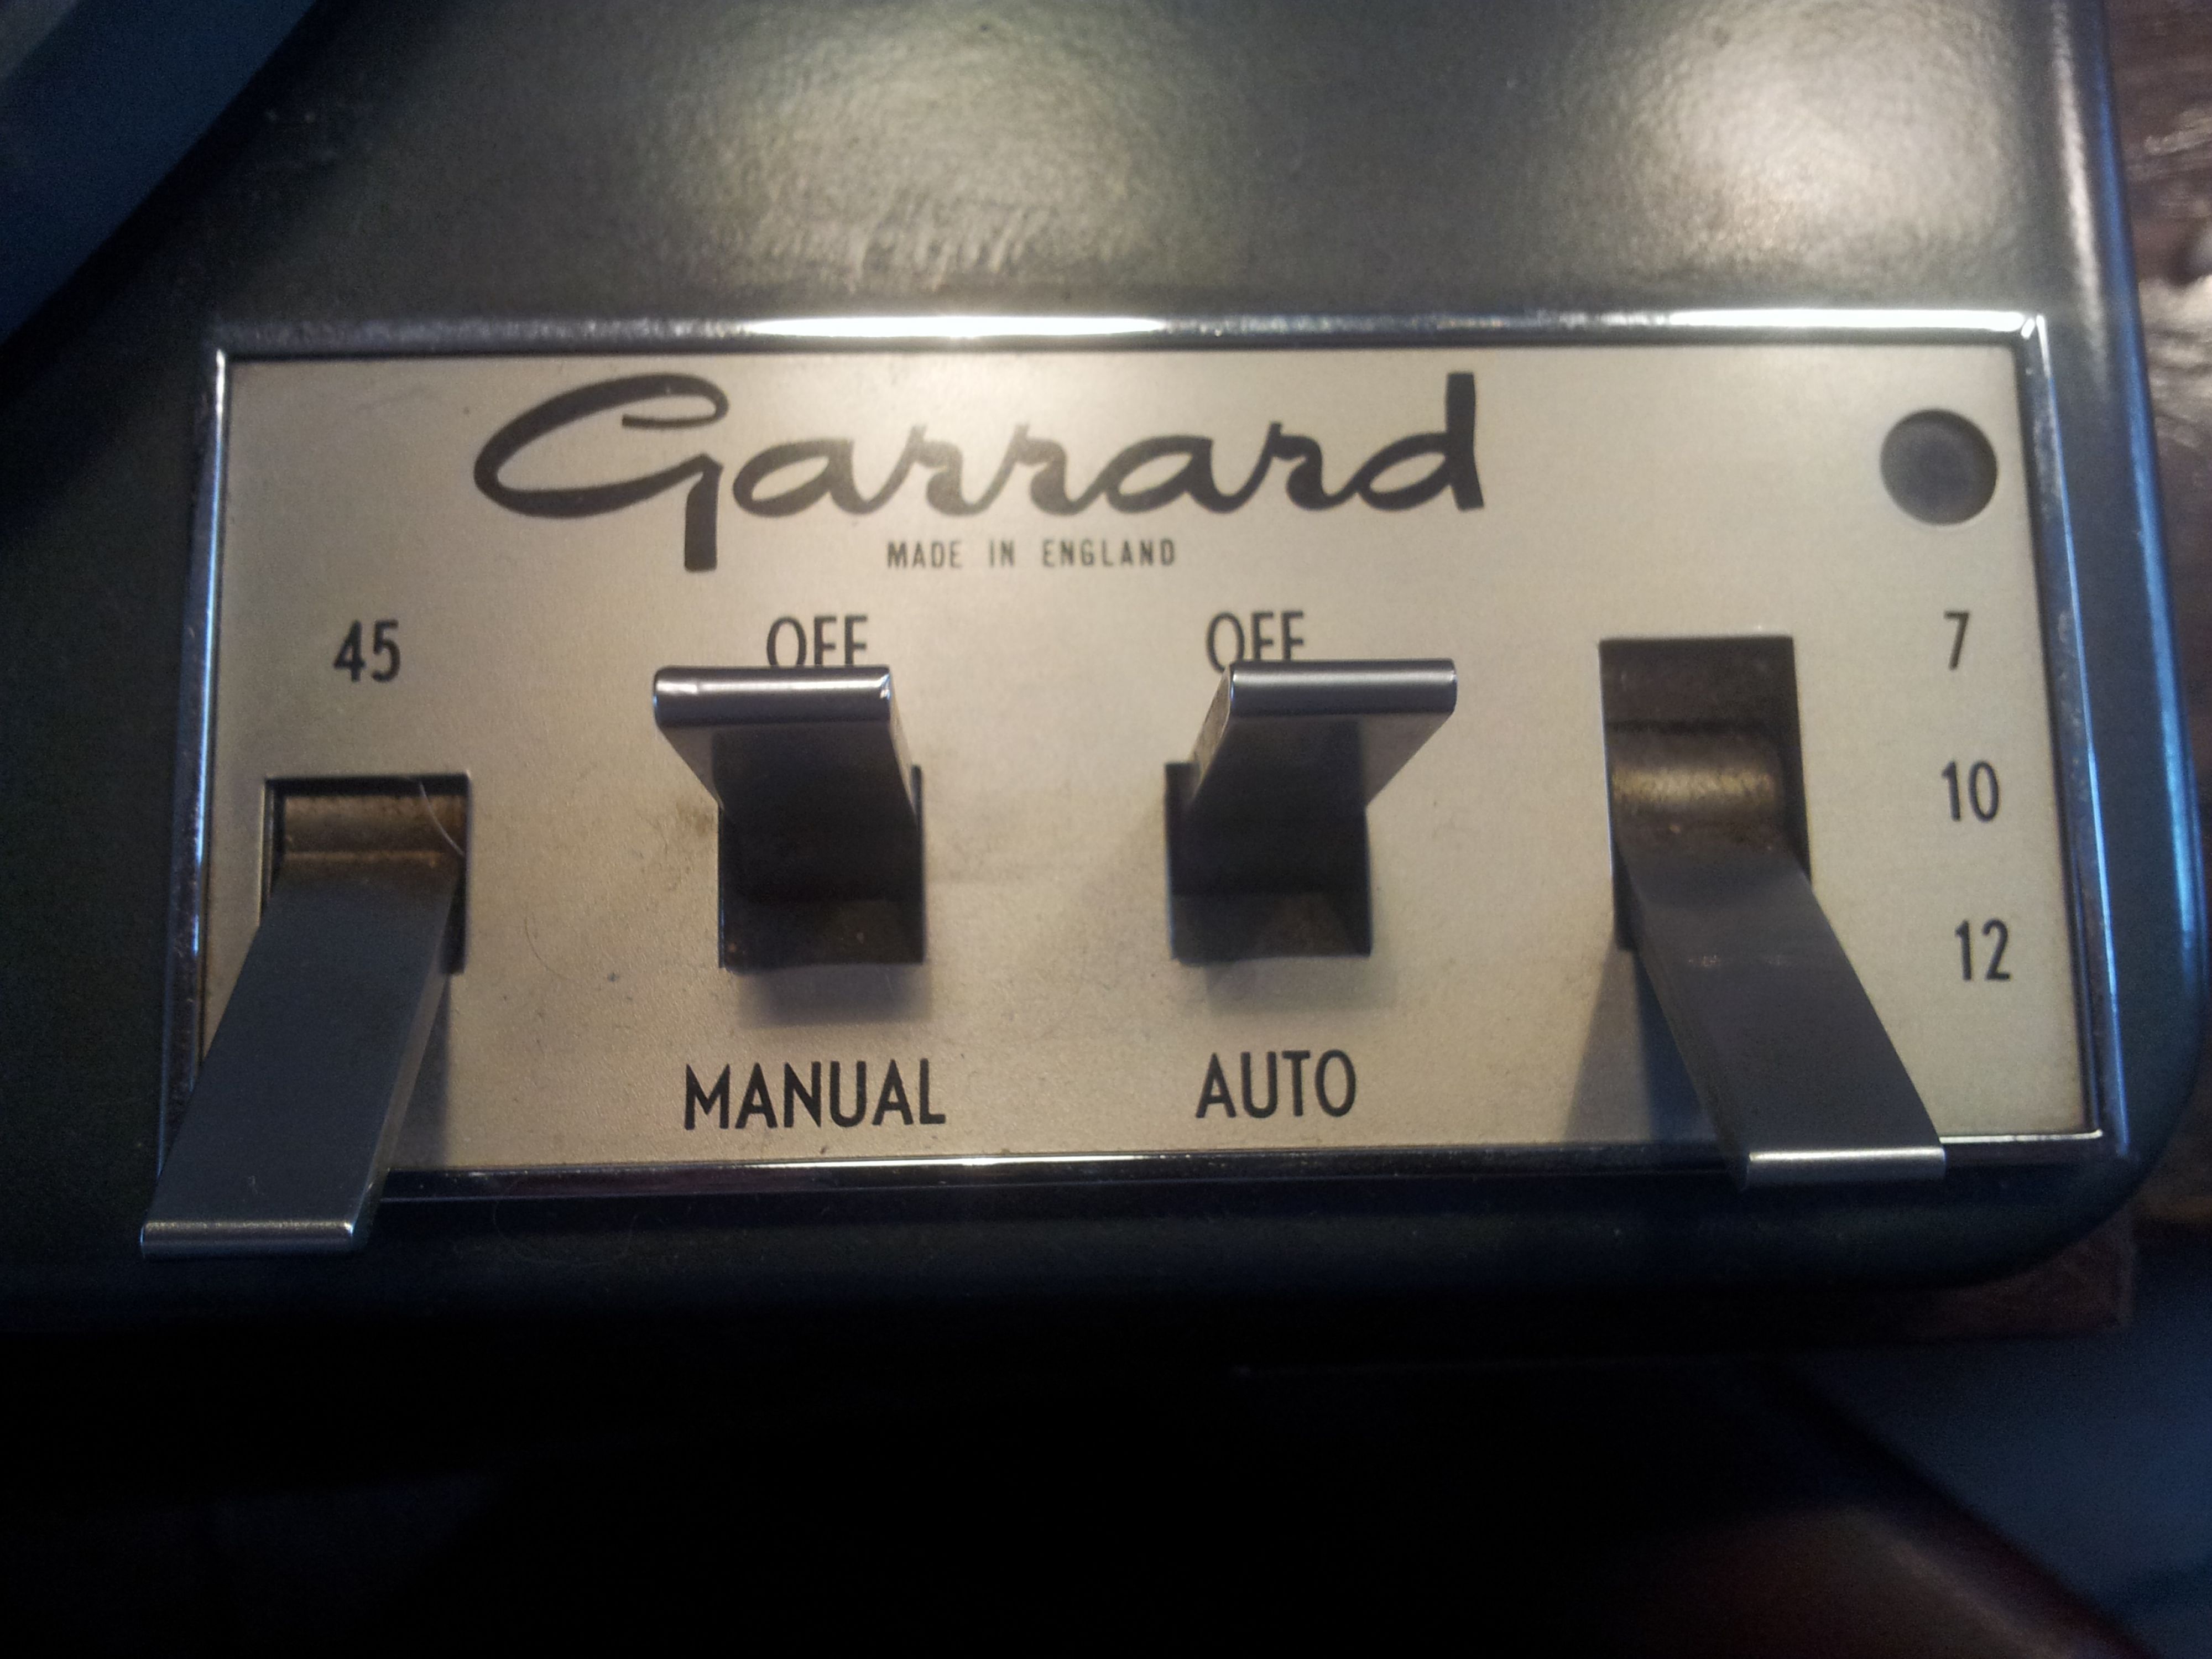 Garrard
MADE IN ENGLAND
45 OFF OFF 7
10
12
MANUAL AUTO